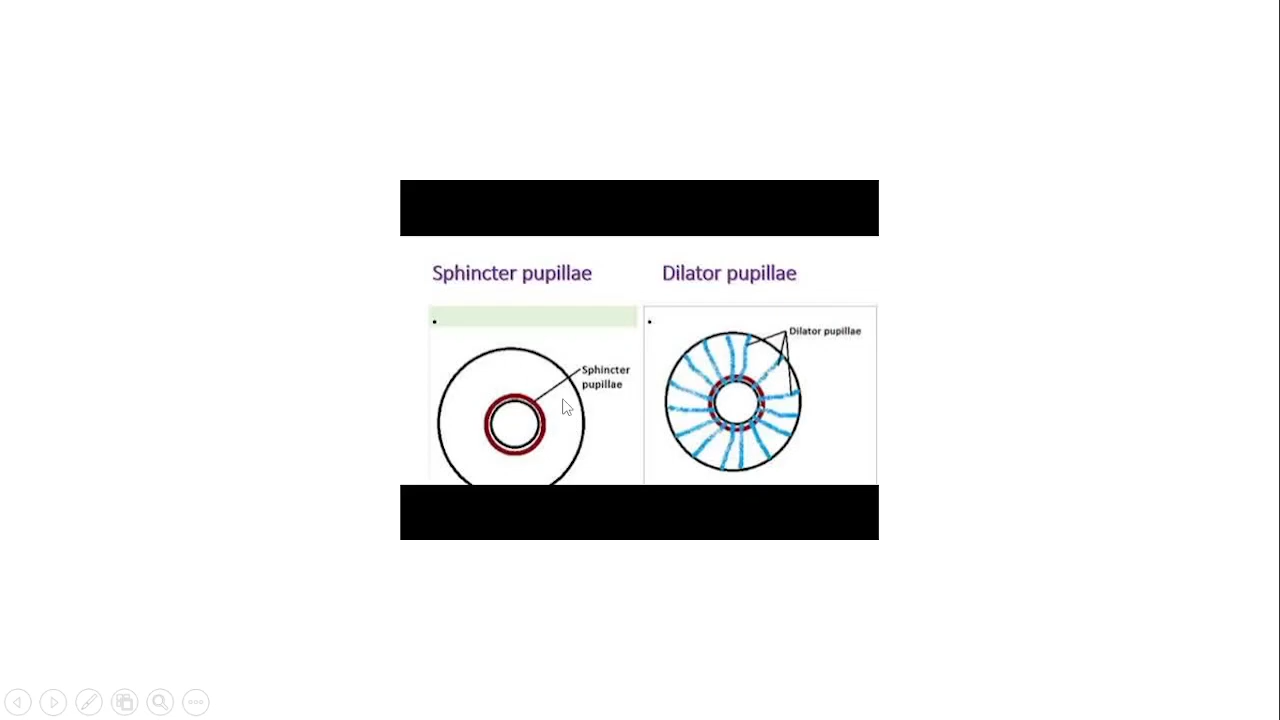 Sphincter pupillae
Dilator pupillae
Sphincter
pupillae
Dilator pupillae